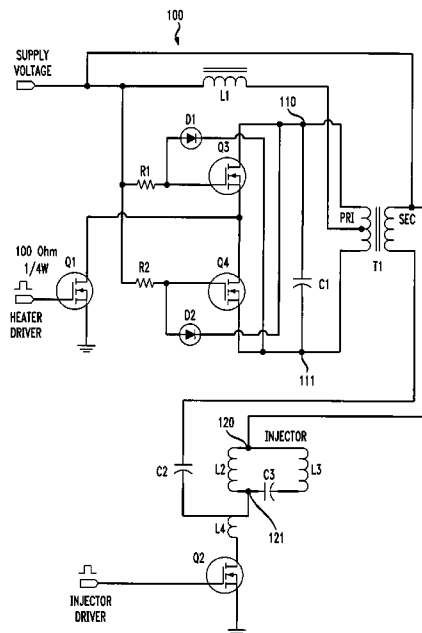 100
SUPPLY
VOLTAGE
L1
110
D1
Q3
R1
PRI
SEC
100 Ohm
1/4W
Q1
R2
Q4
C1
T1
HEATER
DRIVER
D2
111
120
INJECTOR
C2
L2
C3
L3
L4
121
Q2
INJECTOR
DRIVER